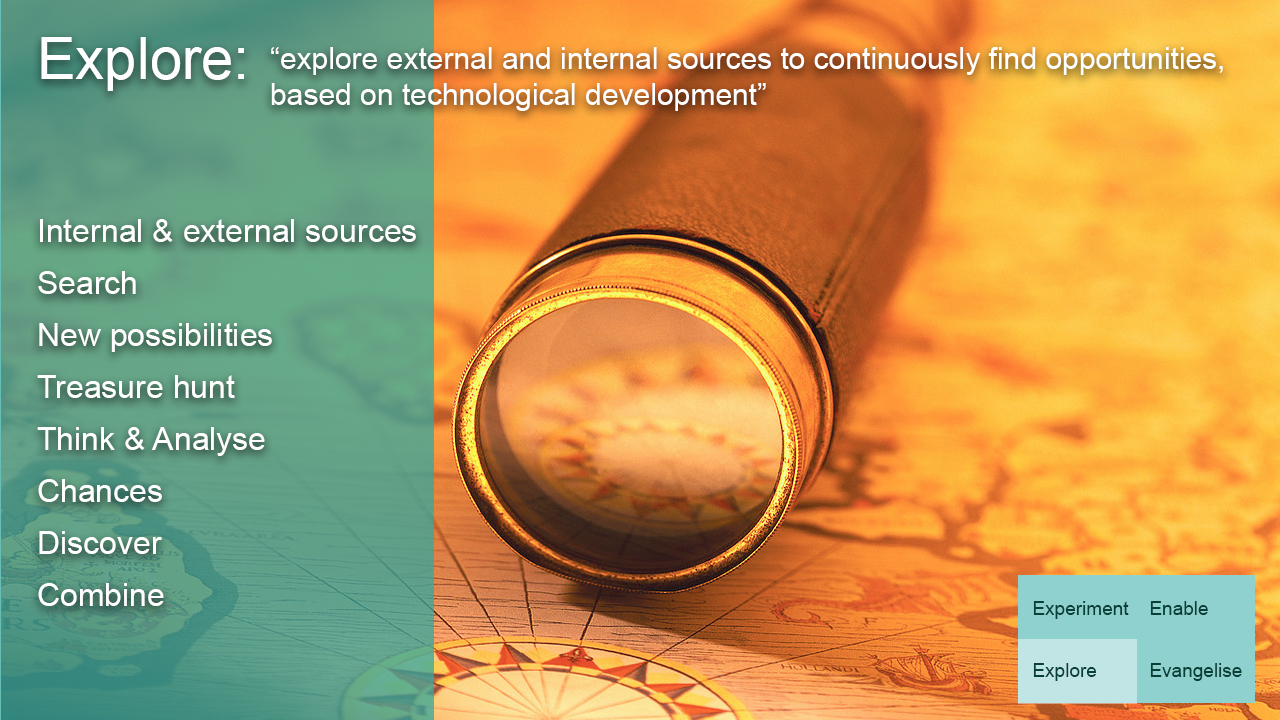 Explore:
“explore external and internal sources to continuously find opportunities,
based on technological development”
Internal & external sources
Search
New possibilities
Treasure hunt
Think & Analyse
Chances
Discover
Combine
HOLLANDI
Experiment Enable
Explore Evangelise